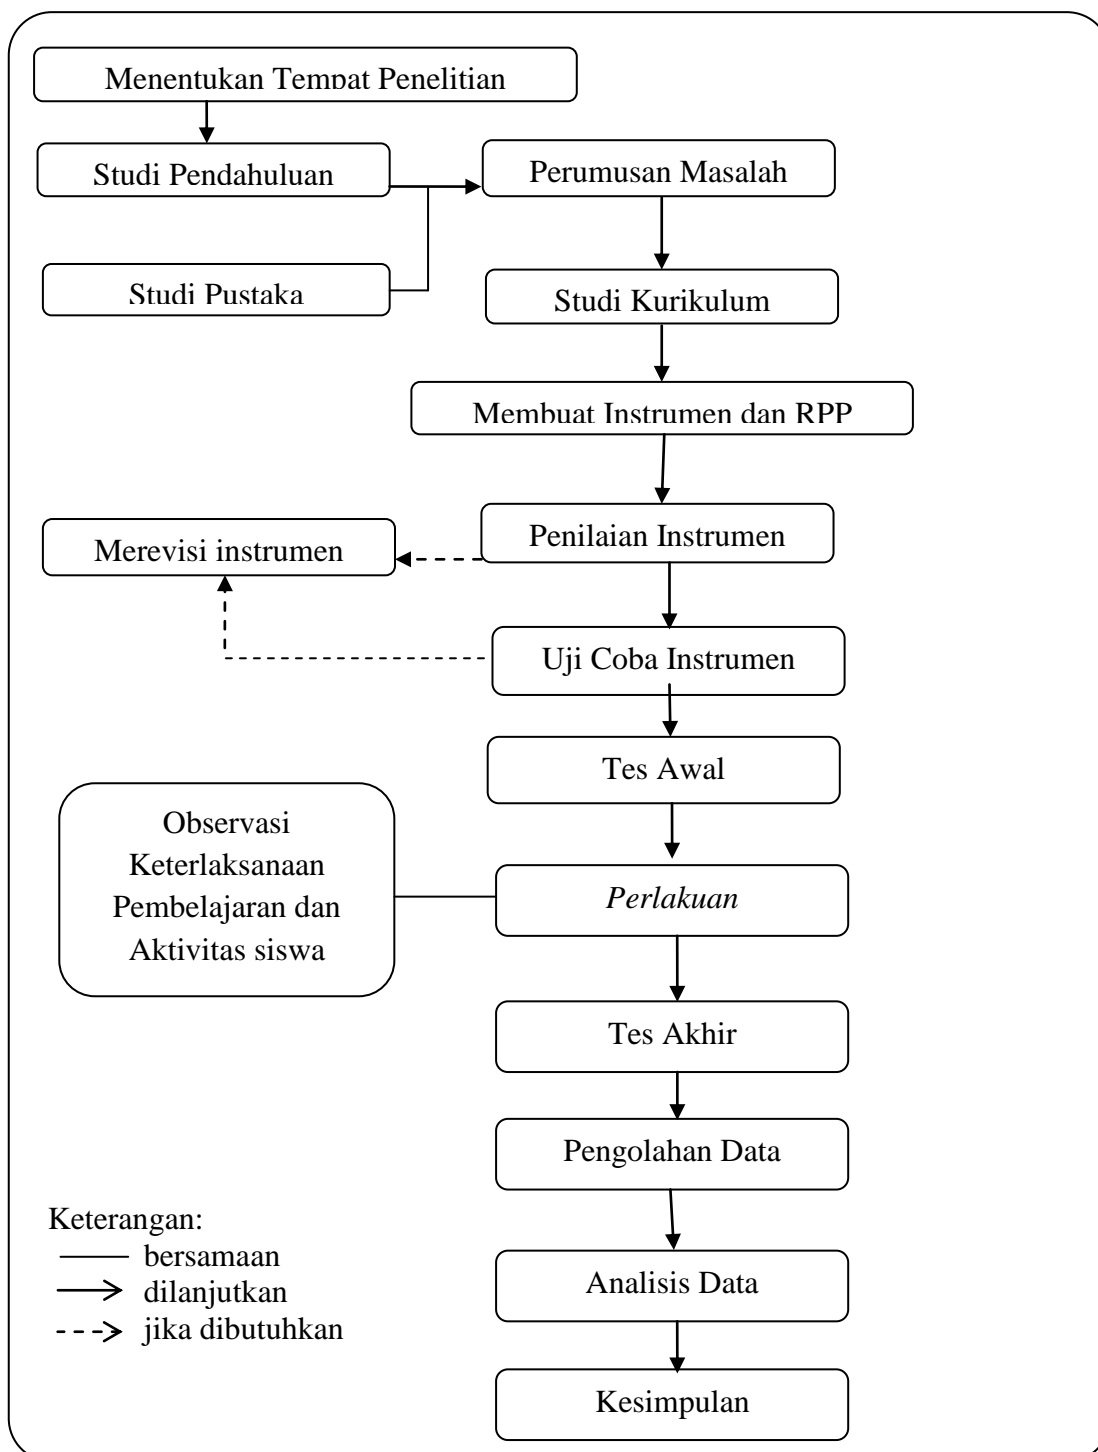 Menentukan Tempat Penelitian
Studi Pendahuluan
Perumusan Masalah
Studi Pustaka
Studi Kurikulum
Membuat Instrumen dan RPP
Penilaian Instrumen
Merevisi instrumen
Uji Coba Instrumen
Tes Awal
Observasi
Keterlaksanaan
Pembelajaran dan
Aktivitas siswa
Perlakuan
Tes Akhir
Pengolahan Data
Keterangan:
bersamaan
dilanjutkan
jika dibutuhkan
Analisis Data
Kesimpulan